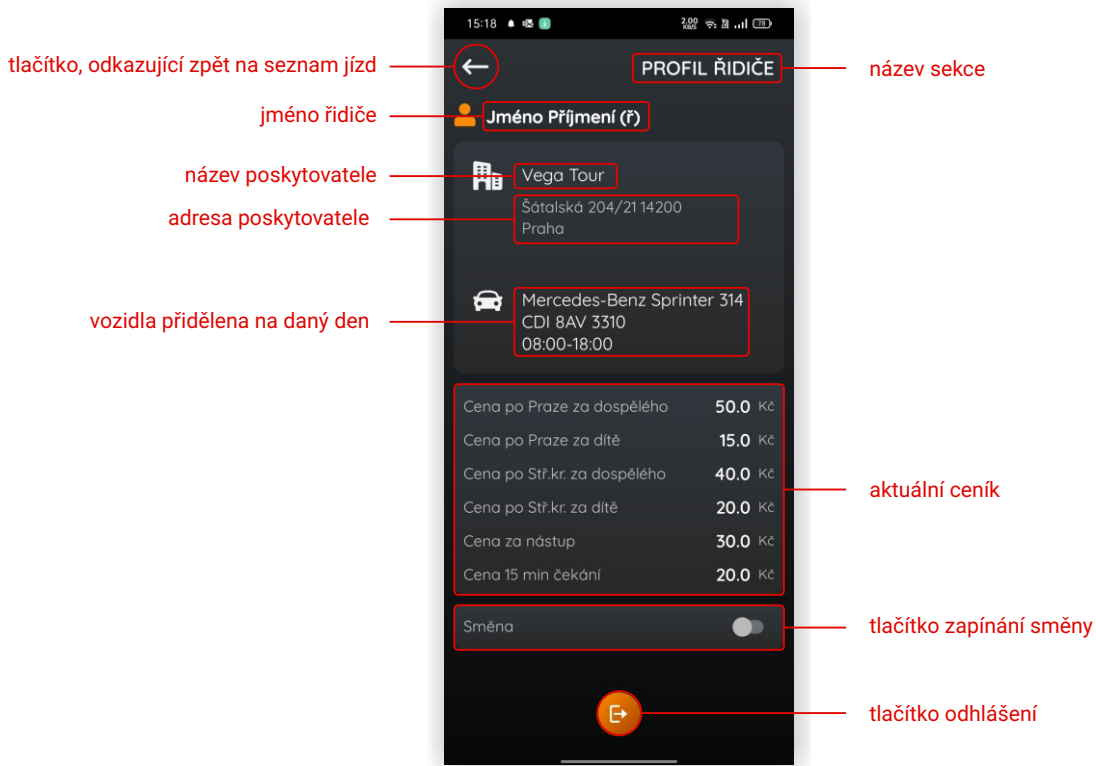 15:18
2.00
KB/S
78
tlačítko, odkazující zpět na seznam jízd
PROFIL ŘIDIČE
název sekce
jméno řidiče
Jméno Příjmení (ř)
název poskytovatele
Vega Tour
adresa poskytovatele
Šátalská 204/21 14200
Praha
vozidla přidělena na daný den
Mercedes-Benz Sprinter 314
CDI 8AV 3310
08:00-18:00
Cena po Praze za dospělého 50.0 Kč
Cena po Praze za dítě 15.0 Kč
Cena po Stř.kr. za dospělého 40.0 Kč
aktuální ceník
Cena po Stř.kr. za dítě 20.0 Kč
Cena za nástup 30.0 Kč
Cena 15 min čekání 20.0 Kč
Směna
tlačítko zapínání směny
tlačítko odhlášení